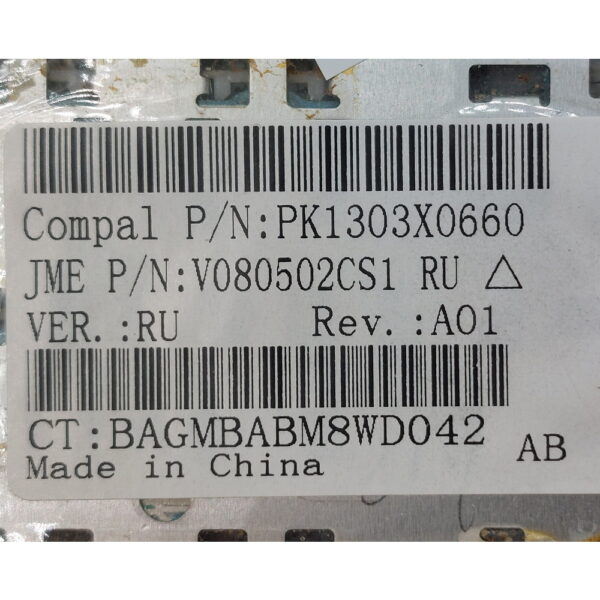 Compal P/N:PK1303X0660
JME P/N:V080502CS1 RU △
VER.:RU Rev.:A01
CT:BAGMBABM8WD042
AB
Made in China